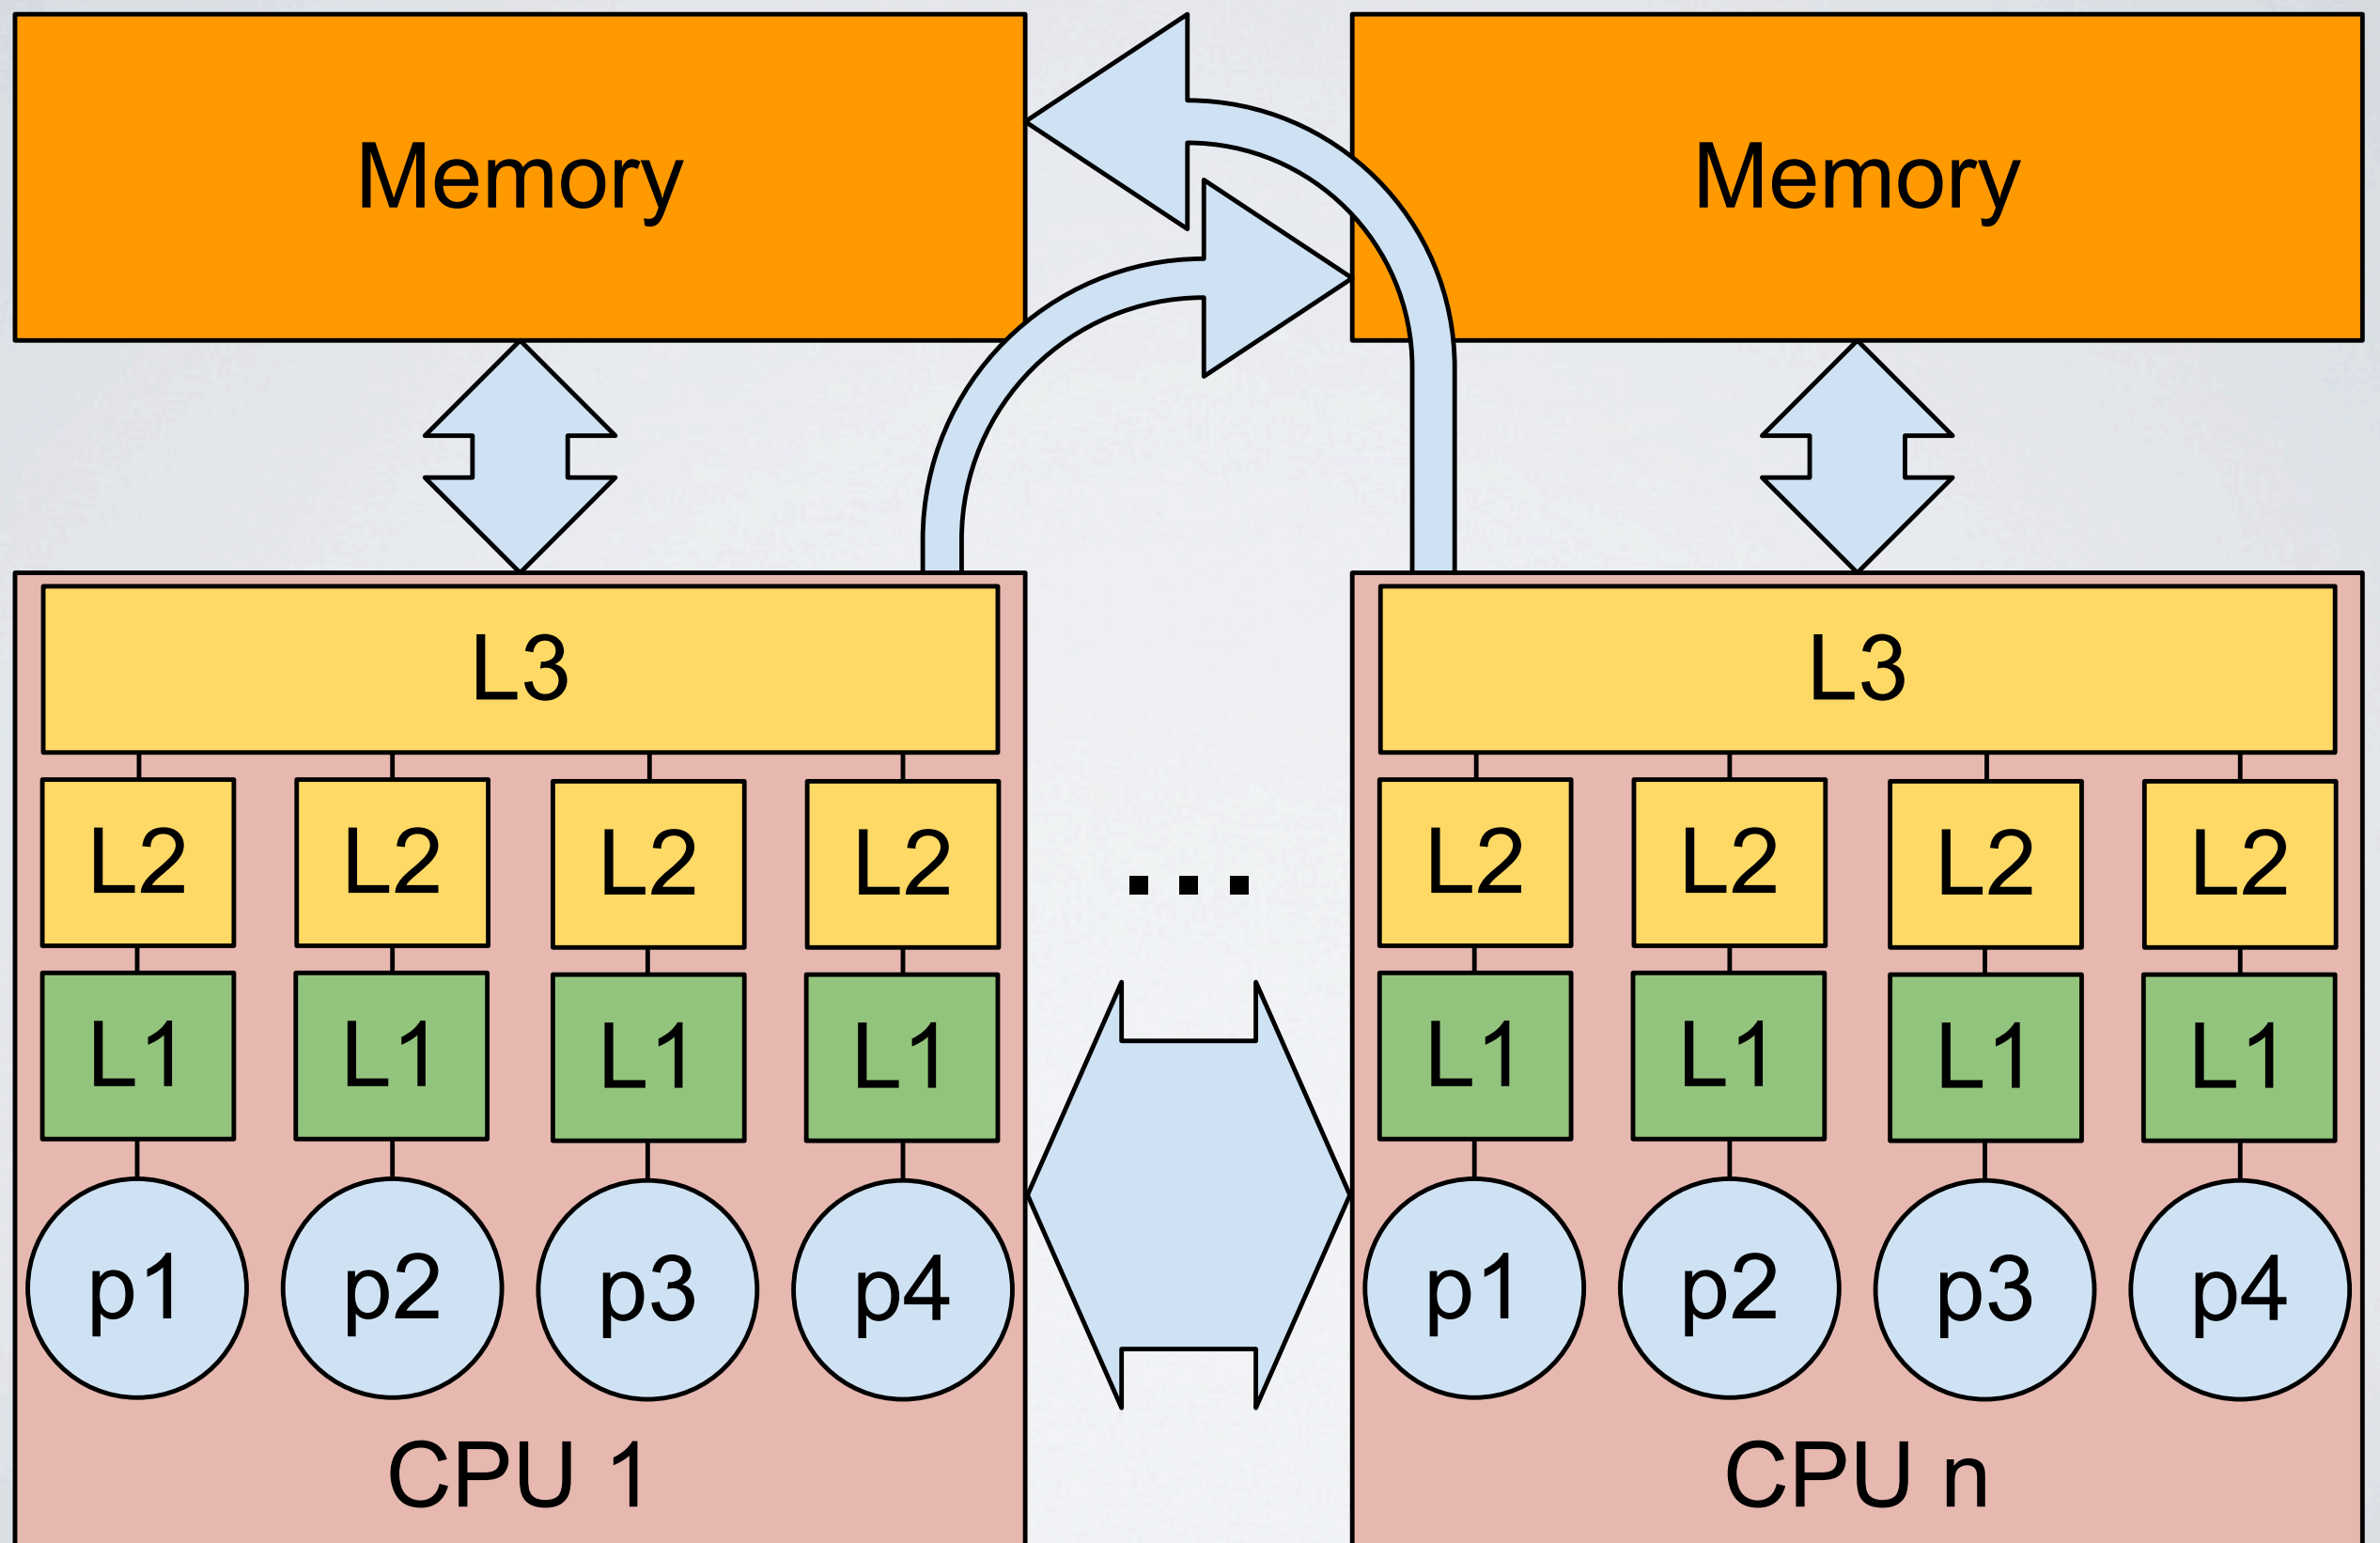 Memory Memory
L3 L3
L2 L2 L2 L2 ... L2 L2 L2 L2
L1 L1 L1 L1 L1 L1 L1 L1
p1 p2 p3 p4 p1 p2 p3 p4
CPU 1 CPU n